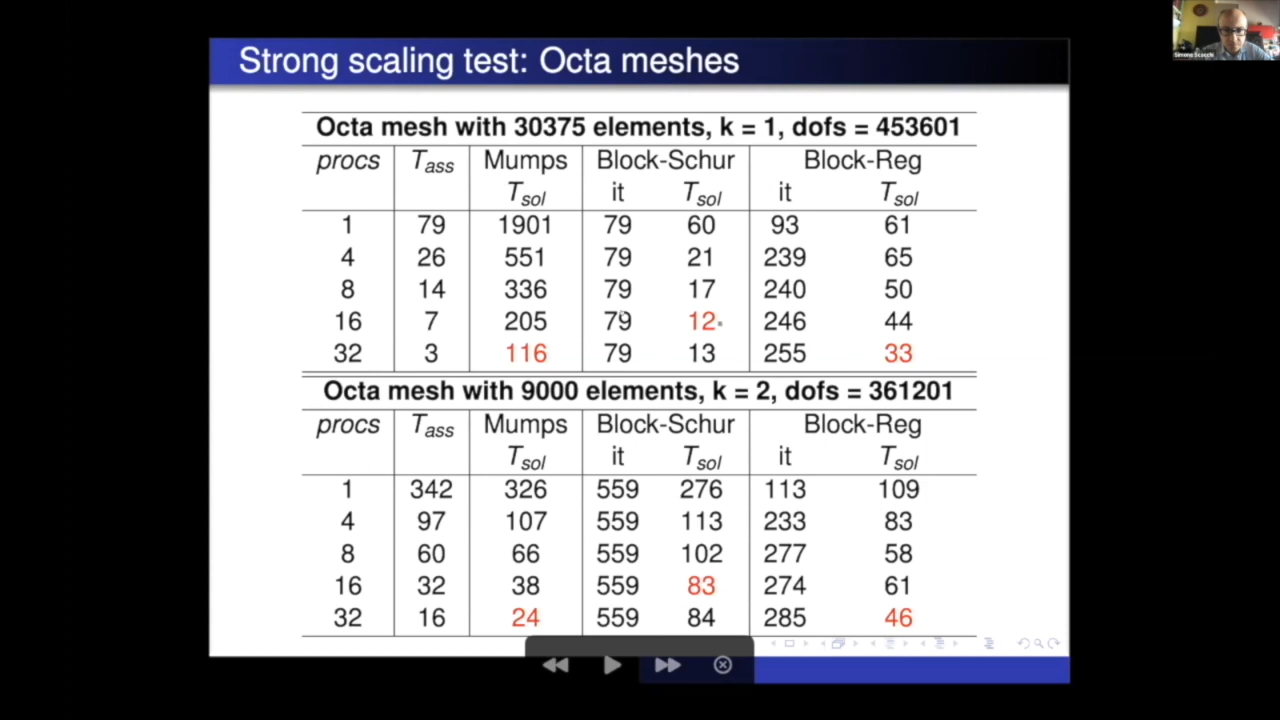 Strong scaling test: Octa meshes
Simone Scacchi
Octa mesh with 30375 elements, k = 1, dofs = 453601
procs T_ass Mumps Block-Schur Block-Reg
T_sol it T_sol it T_sol
1 79 1901 79 60 93 61
4 26 551 79 21 239 65
8 14 336 79 17 240 50
16 7 205 79 12 246 44
32 3 116 79 13 255 33
Octa mesh with 9000 elements, k = 2, dofs = 361201
procs T_ass Mumps Block-Schur Block-Reg
T_sol it T_sol it T_sol
1 342 326 559 276 113 109
4 97 107 559 113 233 83
8 60 66 559 102 277 58
16 32 38 559 83 274 61
32 16 24 559 84 285 46